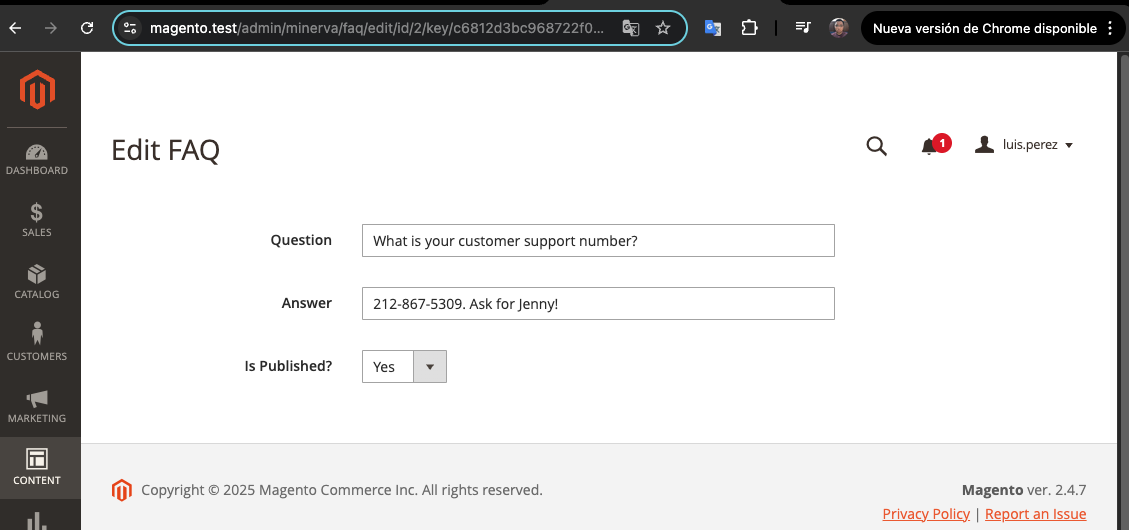 magento.test/admin/minerva/faq/edit/id/2/key/c6812d3bc968722f0...
Nueva versión de Chrome disponible
Edit FAQ
1
luis.perez
DASHBOARD
SALES
CATALOG
CUSTOMERS
MARKETING
CONTENT
Question
What is your customer support number?
Answer
212-867-5309. Ask for Jenny!
Is Published?
Yes
Copyright © 2025 Magento Commerce Inc. All rights reserved.
Magento ver. 2.4.7
Privacy Policy | Report an Issue